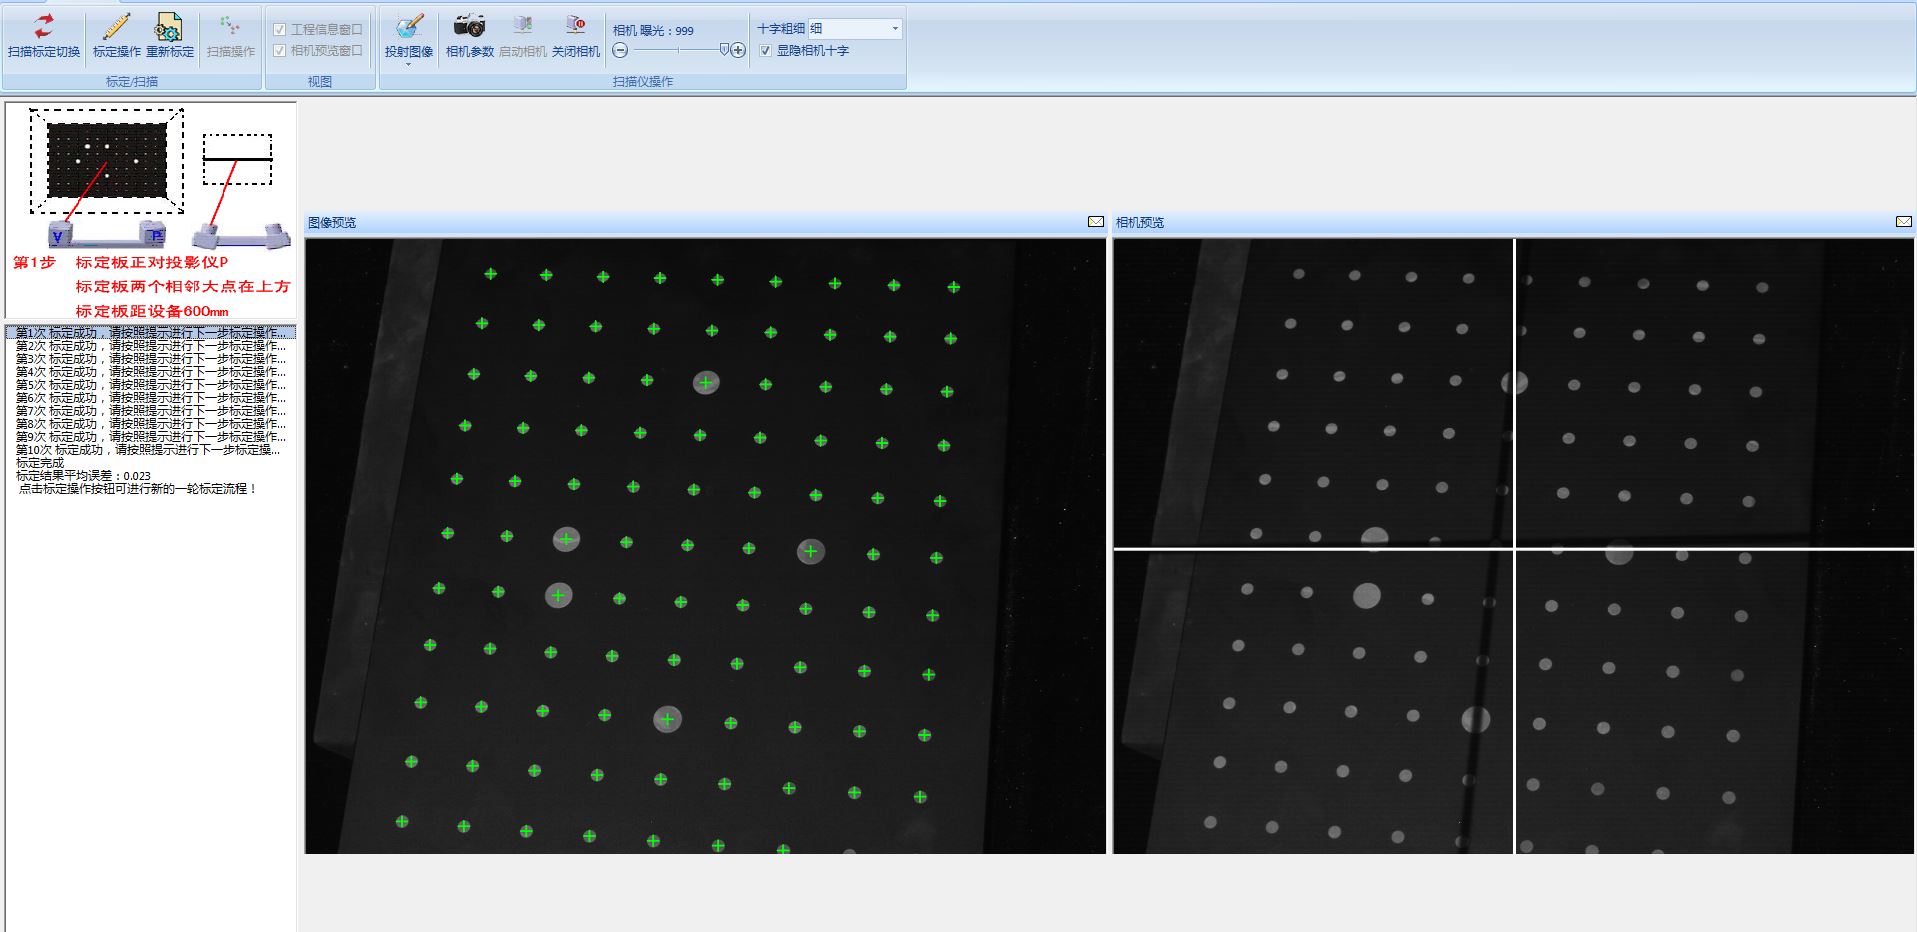 扫描标定切换
标定操作
重新标定
扫描操作
标定/扫描
工程信息窗口
相机预览窗口
视图
投射图像
相机参数
启动相机
关闭相机
相机 曝光：999
十字粗细
细
显隐相机十字
扫描仪操作
V
P
第1步 标定板正对投影仪P
标定板两个相邻大点在上方
标定板距设备600mm
第1次 标定成功，请按照提示进行下一步标定操作...
第2次 标定成功，请按照提示进行下一步标定操作...
第3次 标定成功，请按照提示进行下一步标定操作...
第4次 标定成功，请按照提示进行下一步标定操作...
第5次 标定成功，请按照提示进行下一步标定操作...
第6次 标定成功，请按照提示进行下一步标定操作...
第7次 标定成功，请按照提示进行下一步标定操作...
第8次 标定成功，请按照提示进行下一步标定操作...
第9次 标定成功，请按照提示进行下一步标定操作...
第10次 标定成功，请按照提示进行下一步标定操...
标定完成
标定结果平均误差：0.023
点击标定操作按钮可进行新的一轮标定流程！
图像预览
相机预览